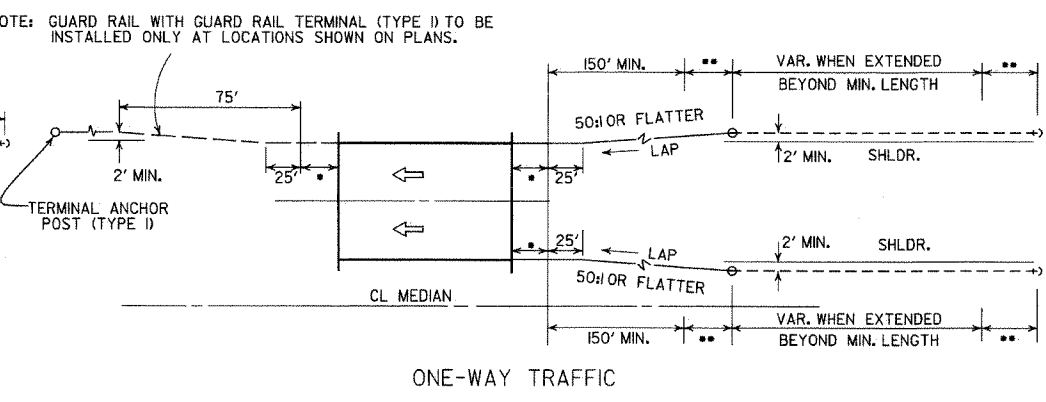 OTE: GUARD RAIL WITH GUARD RAIL TERMINAL (TYPE I) TO BE
INSTALLED ONLY AT LOCATIONS SHOWN ON PLANS.
150' MIN.
**
VAR. WHEN EXTENDED
BEYOND MIN. LENGTH
**
75'
50:1 OR FLATTER
LAP
2' MIN.
SHLDR.
2' MIN.
25'
*
*
25'
TERMINAL ANCHOR
POST (TYPE I)
*
25'
LAP
50:1 OR FLATTER
2' MIN.
SHLDR.
CL MEDIAN
150' MIN.
**
VAR. WHEN EXTENDED
BEYOND MIN. LENGTH
**
ONE-WAY TRAFFIC